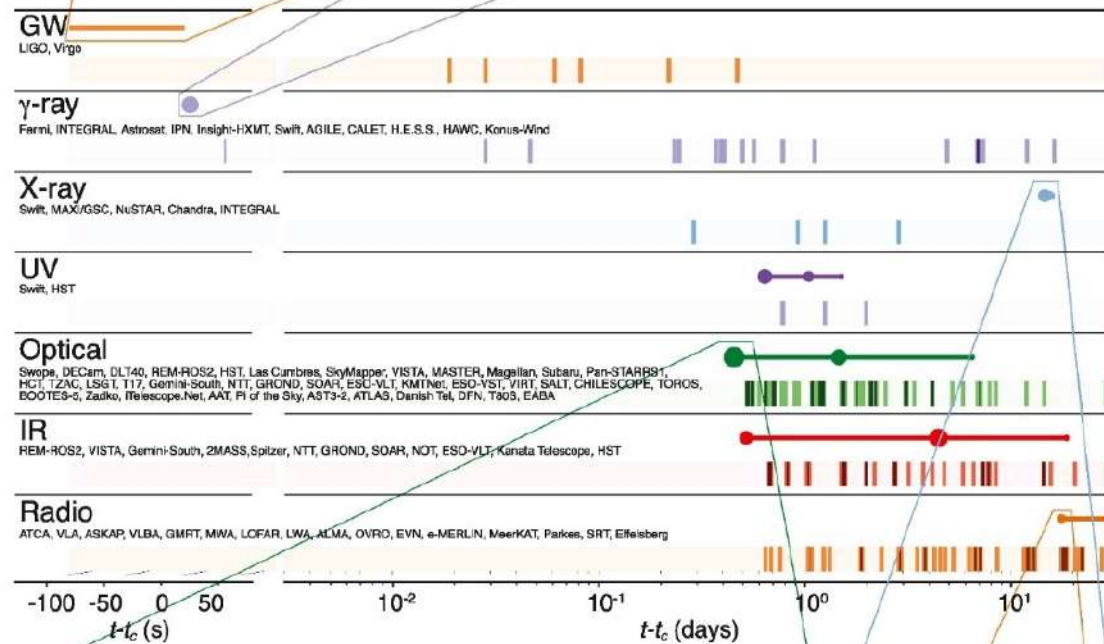 GW
LIGO, Virgo
γ-ray
Fermi, INTEGRAL, Astrosat, IPN, Insight-HXMT, Swift, AGILE, CALET, H.E.S.S., HAWC, Konus-Wind
X-ray
Swift, MAXI/GSC, NuSTAR, Chandra, INTEGRAL
UV
Swift, HST
Optical
Swope, DECam, DLT40, REM-ROS2, HST, Las Cumbres, SkyMapper, VISTA, MASTER, Magellan, Subaru, Pan-STARRS1,
HCT, TZAC, LSGT, T17, Gemini-South, NTT, GROND, SOAR, ESO-VLT, KMTNet, ESO-VST, VIRT, SALT, CHILESCOPE, TOROS,
BOOTES-5, Zadko, iTelescope.Net, AAT, Pi of the Sky, AST3-2, ATLAS, Danish Tel, DFN, T80S, EABA
IR
REM-ROS2, VISTA, Gemini-South, 2MASS,Spitzer, NTT, GROND, SOAR, NOT, ESO-VLT, Kanata Telescope, HST
Radio
ATCA, VLA, ASKAP, VLBA, GMRT, MWA, LOFAR, LWA, ALMA, OVRO, EVN, e-MERLIN, MeerKAT, Parkes, SRT, Effelsberg
-100 -50 0 50 10⁻² 10⁻¹ 10⁰ 10¹
t-tc (s) t-tc (days)